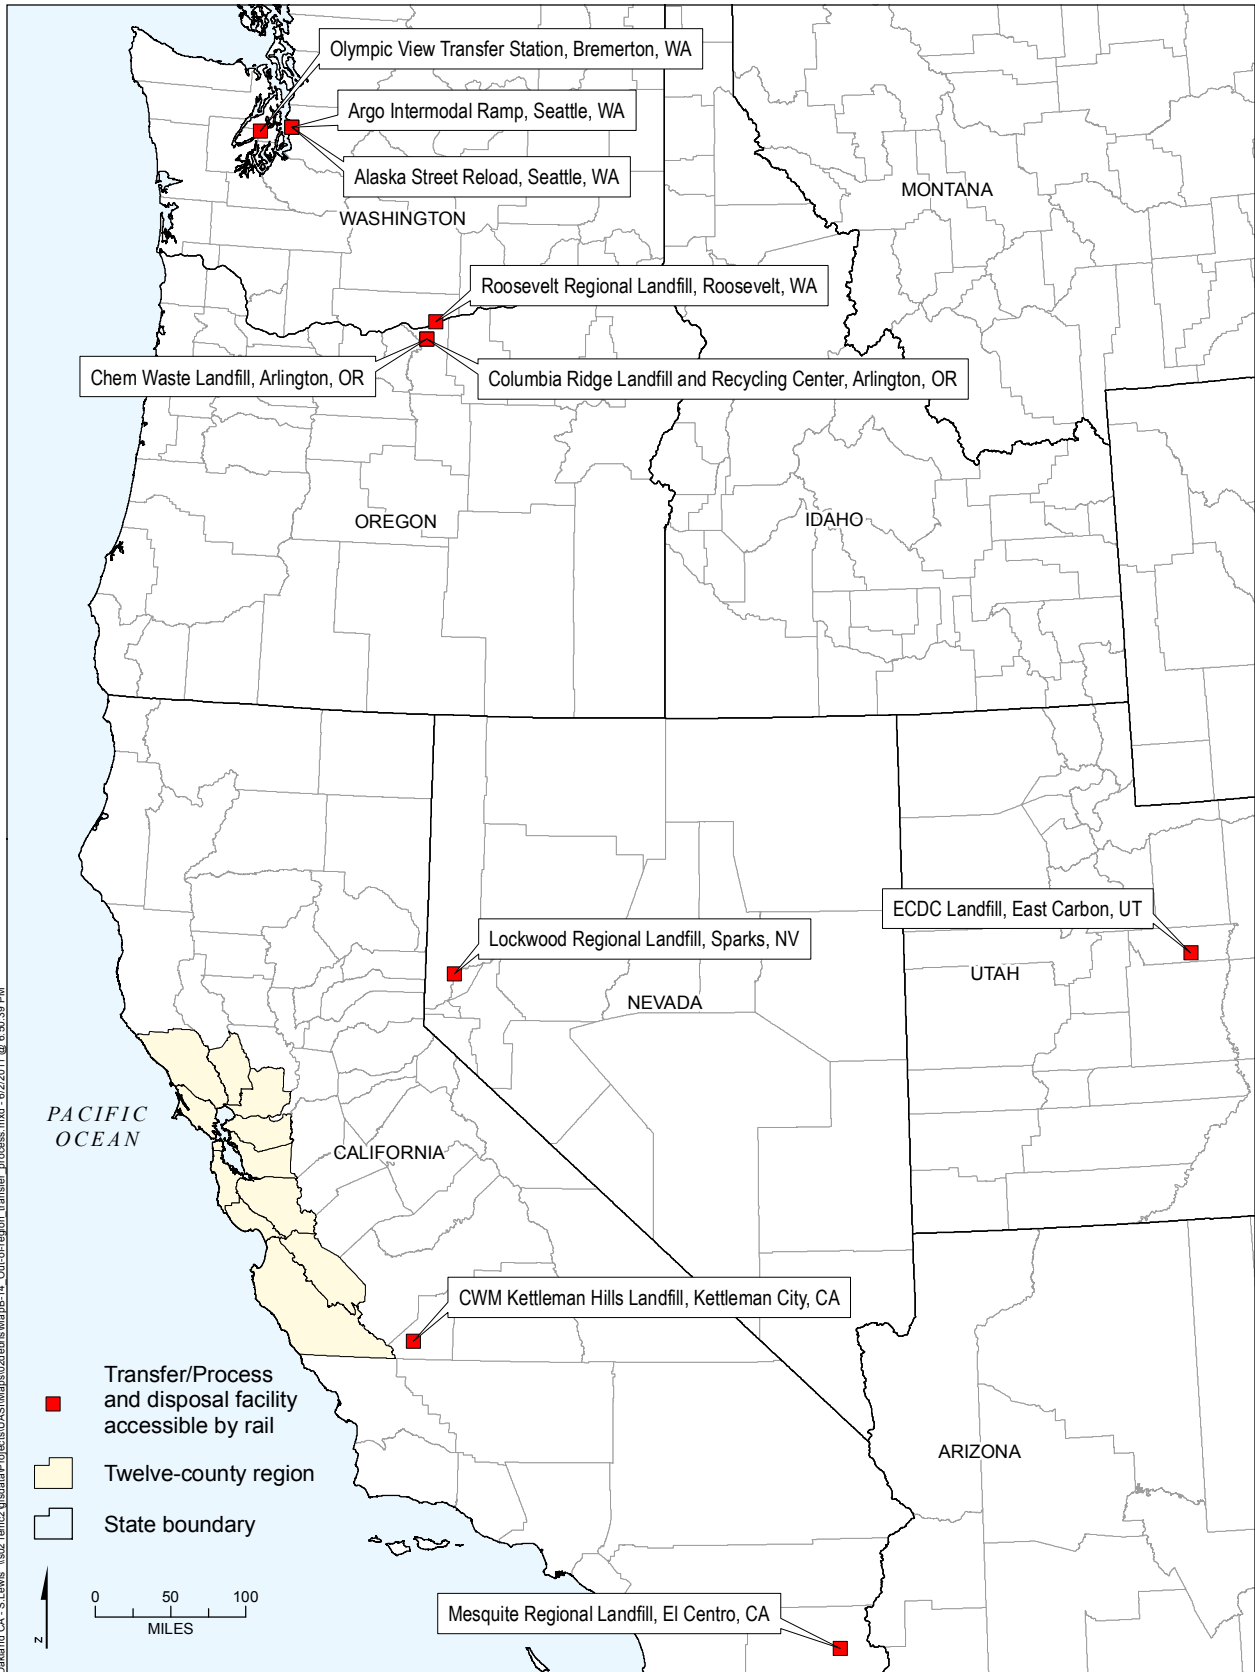 Olympic View Transfer Station, Bremerton, WA
Argo Intermodal Ramp, Seattle, WA
Alaska Street Reload, Seattle, WA
MONTANA
WASHINGTON
Roosevelt Regional Landfill, Roosevelt, WA
Chem Waste Landfill, Arlington, OR
Columbia Ridge Landfill and Recycling Center, Arlington, OR
OREGON
IDAHO
ECDC Landfill, East Carbon, UT
Lockwood Regional Landfill, Sparks, NV
UTAH
NEVADA
PACIFIC
OCEAN
CALIFORNIA
CWM Kettleman Hills Landfill, Kettleman City, CA
Transfer/Process
and disposal facility
accessible by rail
ARIZONA
Twelve-county region
State boundary
0 50 100
MILES
N
Mesquite Regional Landfill, El Centro, CA